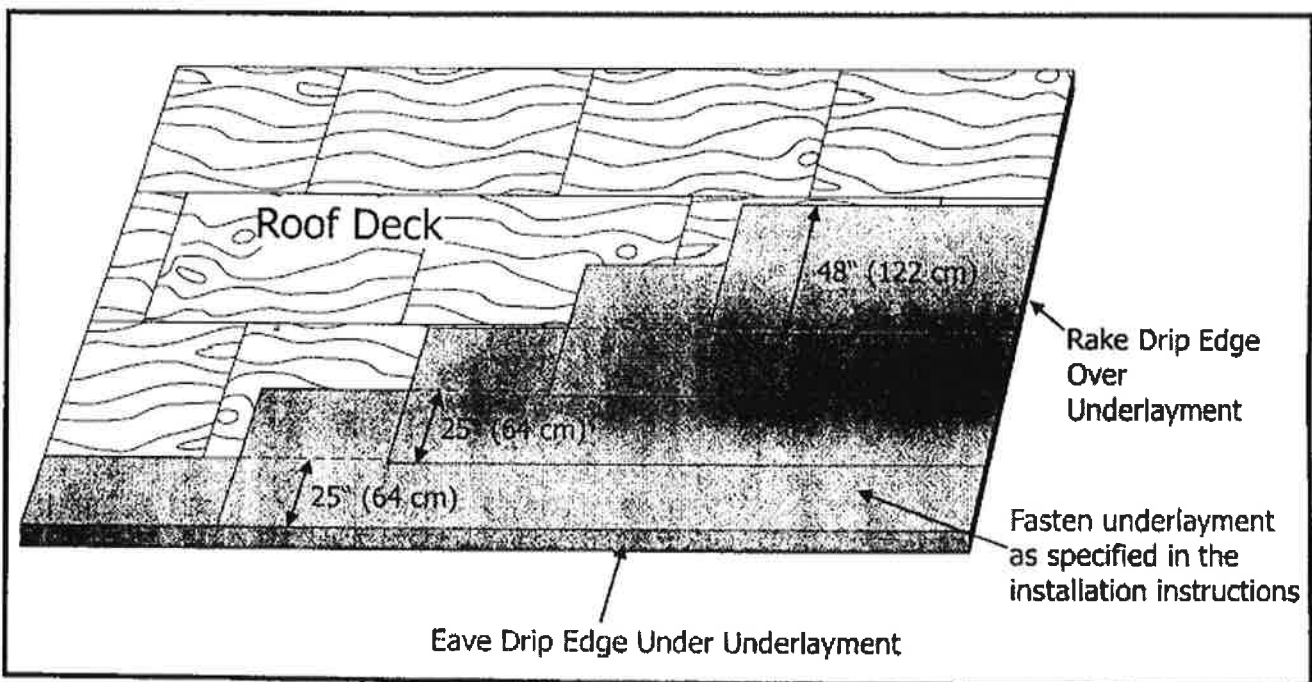 Roof Deck
48" (122 cm)
Rake Drip Edge
Over
Underlayment
25" (64 cm)
25" (64 cm)
Fasten underlayment
as specified in the
installation instructions
Eave Drip Edge Under Underlayment